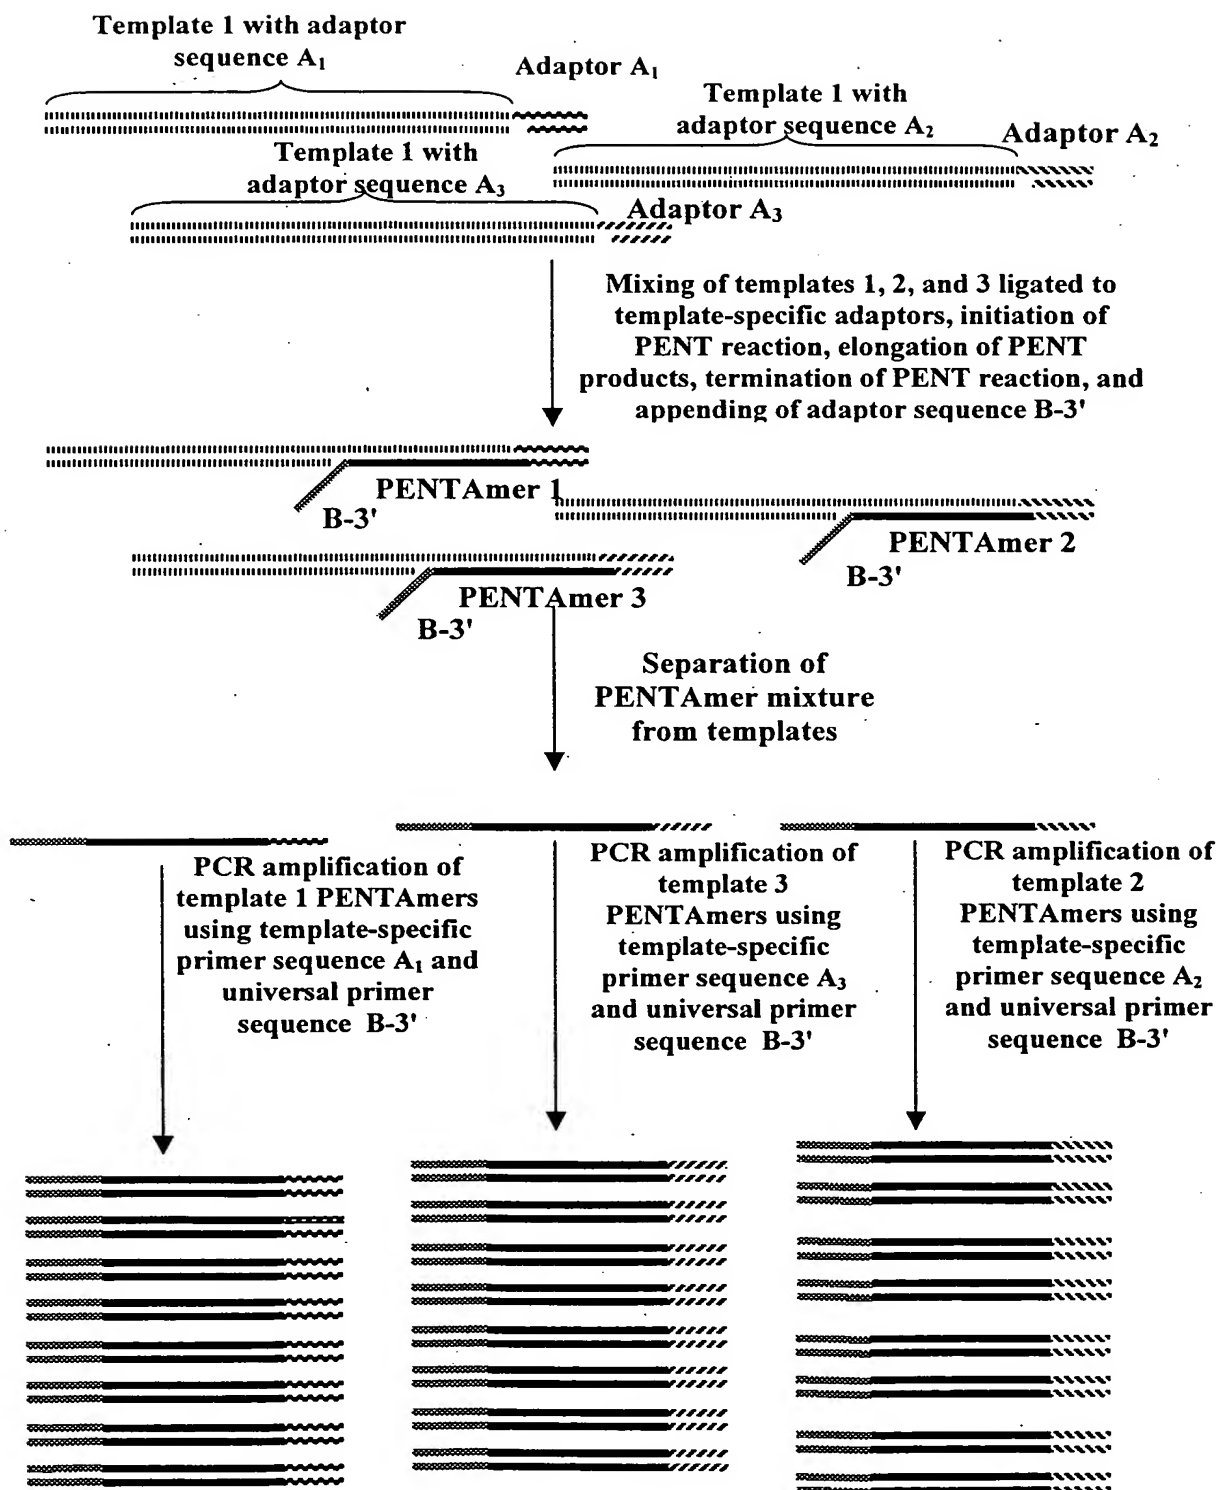 Template 1 with adaptor
sequence A₁
Adaptor A₁
Template 1 with
adaptor sequence A₂
Adaptor A₂
Template 1 with
adaptor sequence A₃
Adaptor A₃
Mixing of templates 1, 2, and 3 ligated to
template-specific adaptors, initiation of
PENT reaction, elongation of PENT
products, termination of PENT reaction, and
appending of adaptor sequence B-3'
PENTAmer 1
B-3'
PENTAmer 2
B-3'
PENTAmer 3
B-3'
Separation of
PENTAmer mixture
from templates
PCR amplification of
template 1 PENTAmers
using template-specific
primer sequence A₁ and
universal primer
sequence B-3'
PCR amplification of
template 3
PENTAmers using
template-specific
primer sequence A₃
and universal primer
sequence B-3'
PCR amplification of
template 2
PENTAmers using
template-specific
primer sequence A₂
and universal primer
sequence B-3'